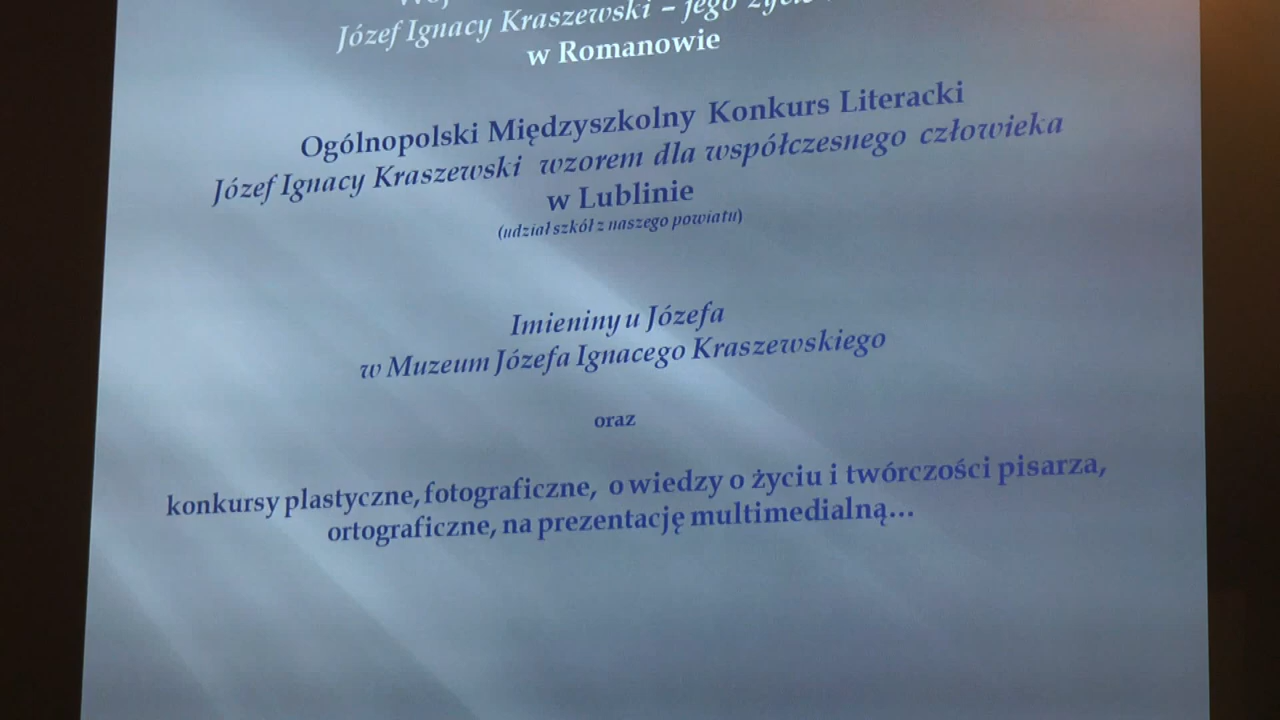 Józef Ignacy Kraszewski – jego życie
w Romanowie
Ogólnopolski Międzyszkolny Konkurs Literacki
Józef Ignacy Kraszewski wzorem dla współczesnego człowieka
w Lublinie
(udział szkół z naszego powiatu)
Imieniny u Józefa
w Muzeum Józefa Ignacego Kraszewskiego
oraz
konkursy plastyczne, fotograficzne, o wiedzy o życiu i twórczości pisarza,
ortograficzne, na prezentację multimedialną...